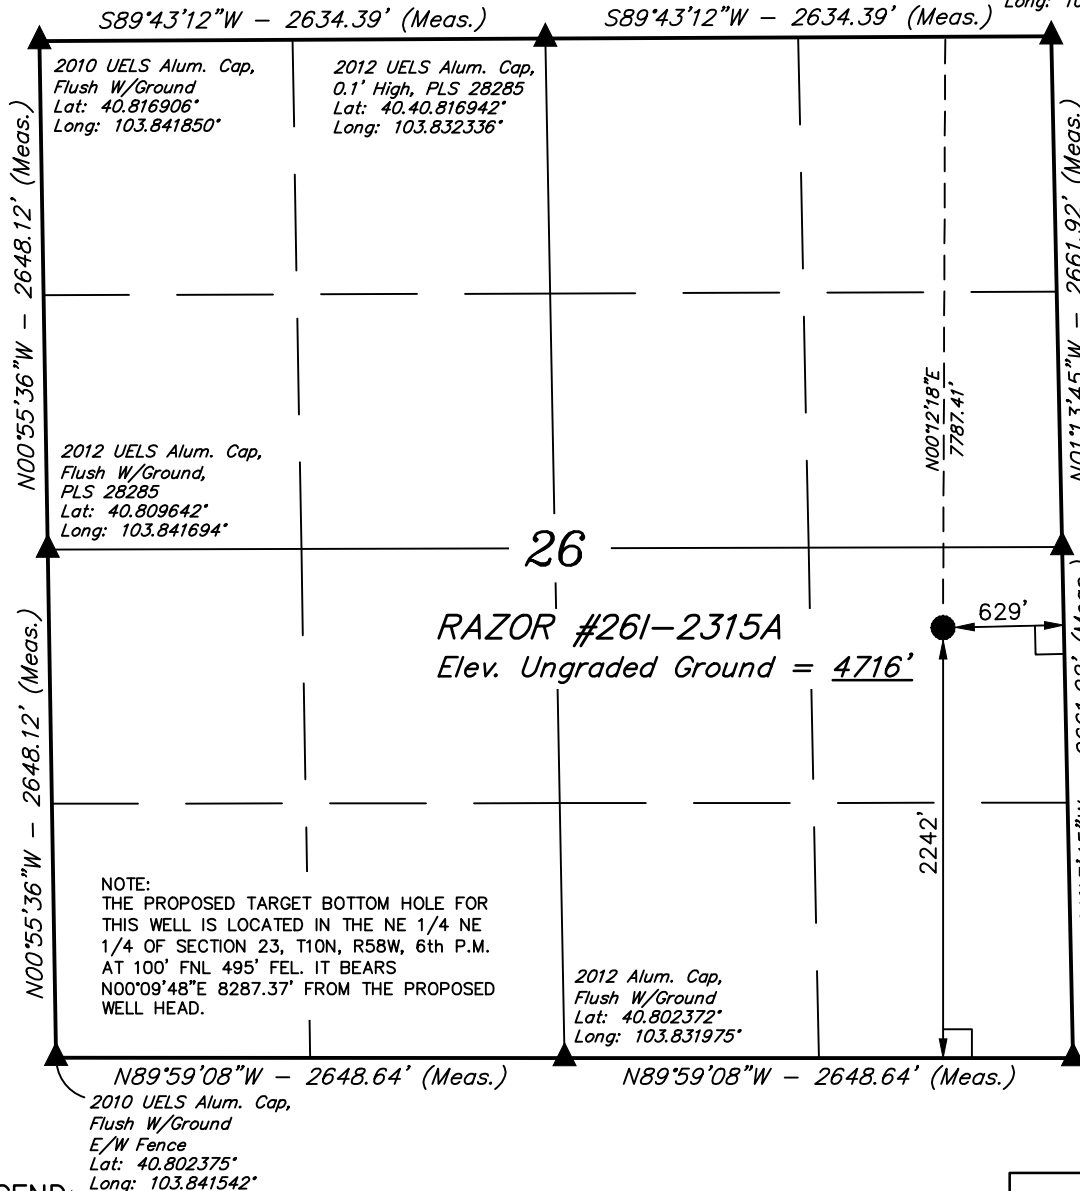 S89°43'12"W - 2634.39' (Meas.)
S89°43'12"W - 2634.39' (Meas.)
Long:
2010 UELS Alum. Cap,
Flush W/Ground
Lat: 40.816906°
Long: 103.841850°
2012 UELS Alum. Cap,
0.1' High, PLS 28285
Lat: 40.40.816942°
Long: 103.832336°
N00°55'36"W - 2648.12' (Meas.)
N01°13'45"W - 2661.92' (Meas.)
N00°12'18"E
7787.41'
2012 UELS Alum. Cap,
Flush W/Ground,
PLS 28285
Lat: 40.809642°
Long: 103.841694°
26
RAZOR #26I-2315A
Elev. Ungraded Ground = 4716'
629'
2242'
N00°55'36"W - 2648.12' (Meas.)
NOTE:
THE PROPOSED TARGET BOTTOM HOLE FOR
THIS WELL IS LOCATED IN THE NE 1/4 NE
1/4 OF SECTION 23, T10N, R58W, 6th P.M.
AT 100' FNL 495' FEL. IT BEARS
N00°09'48"E 8287.37' FROM THE PROPOSED
WELL HEAD.
2012 Alum. Cap,
Flush W/Ground
Lat: 40.802372°
Long: 103.831975°
N89°59'08"W - 2648.64' (Meas.)
N89°59'08"W - 2648.64' (Meas.)
2010 UELS Alum. Cap,
Flush W/Ground
E/W Fence
Lat: 40.802375°
Long: 103.841542°